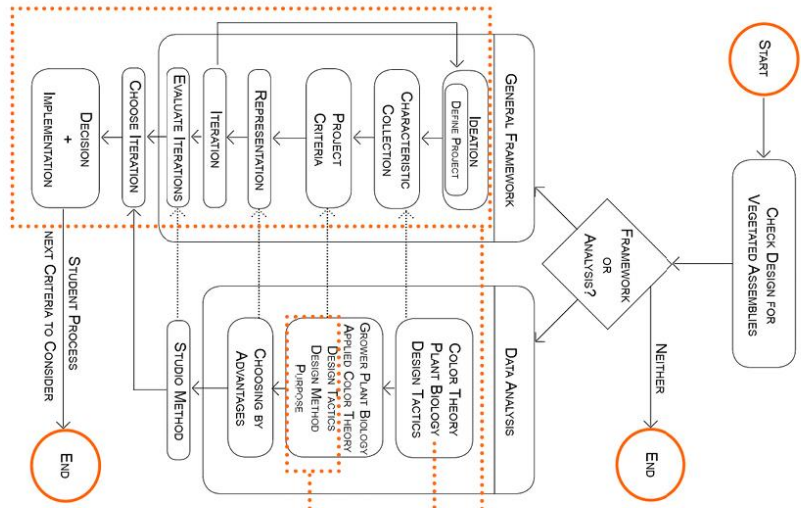 START
CHECK DESIGN FOR
VEGETATED ASSEMBLIES
FRAMEWORK
OR
ANALYSIS?
NEITHER
END
GENERAL FRAMEWORK
IDEATION
DEFINE PROJECT
CHARACTERISTIC
COLLECTION
PROJECT
CRITERIA
REPRESENTATION
ITERATION
EVALUATE ITERATIONS
CHOOSE ITERATION
DECISION
+
IMPLEMENTATION
DATA ANALYSIS
COLOR THEORY
PLANT BIOLOGY
DESIGN TACTICS
GROWER PLANT BIOLOGY
APPLIED COLOR THEORY
DESIGN TACTICS
DESIGN METHOD
PURPOSE
CHOOSING BY
ADVANTAGES
STUDIO METHOD
STUDENT PROCESS
NEXT CRITERIA TO CONSIDER
END